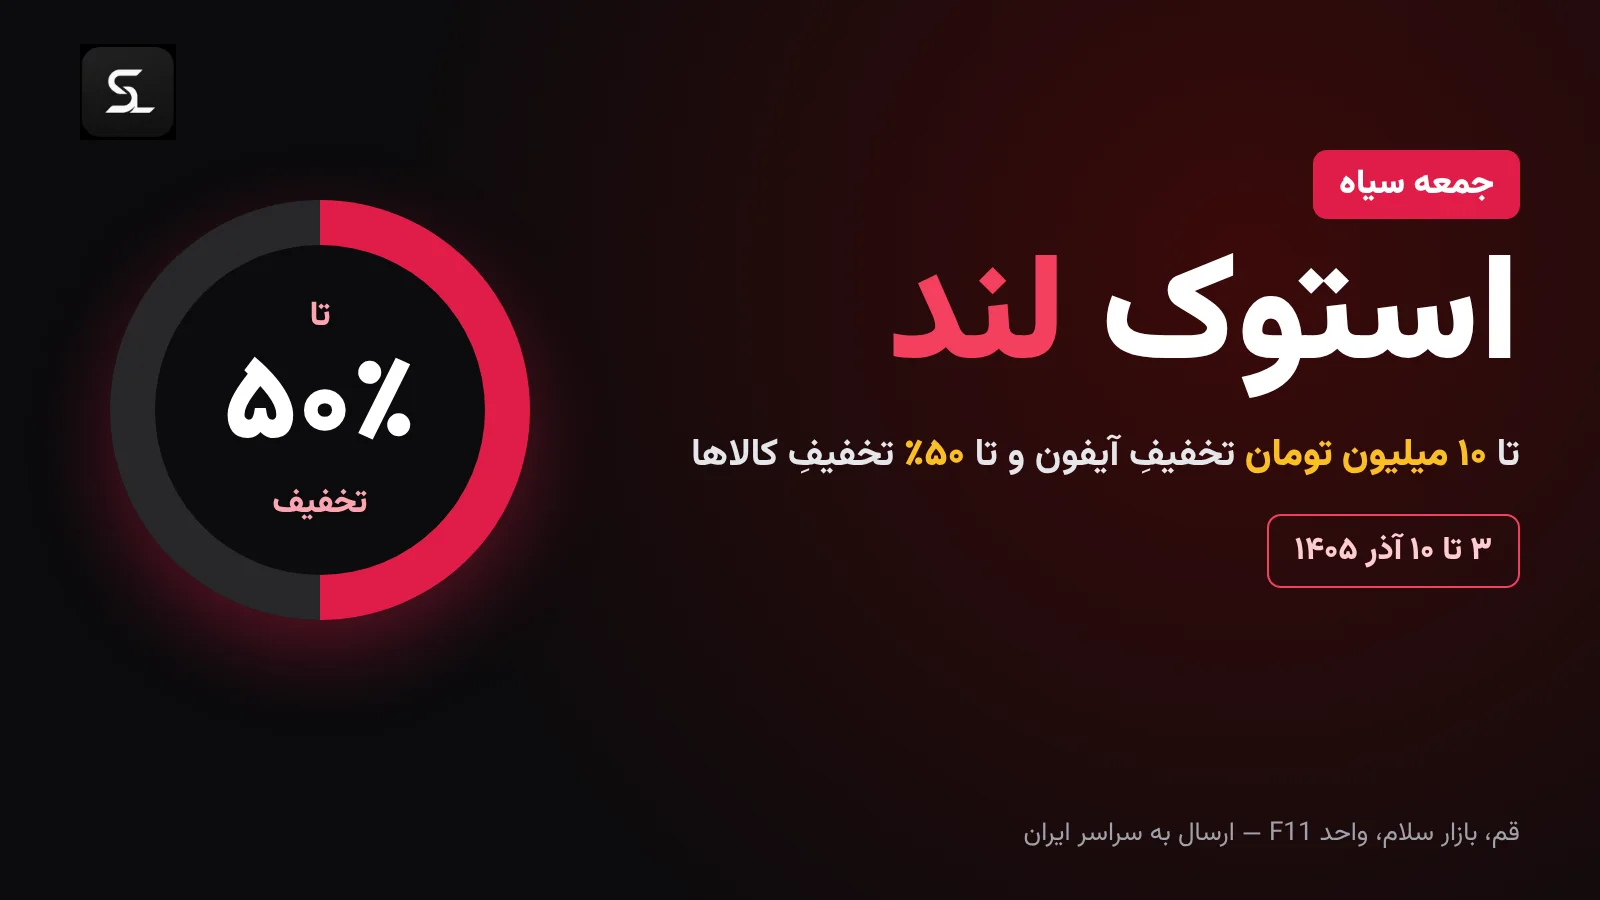 SL
جمعه سیاه
استوک لند
تا ۱۰ میلیون تومان تخفیفِ آیفون و تا ۵۰٪ تخفیفِ کالاها
۳ تا ۱۰ آذر ۱۴۰۵
تا
۵۰٪
تخفیف
قم، بازار سلام، واحد F11 — ارسال به سراسر ایران